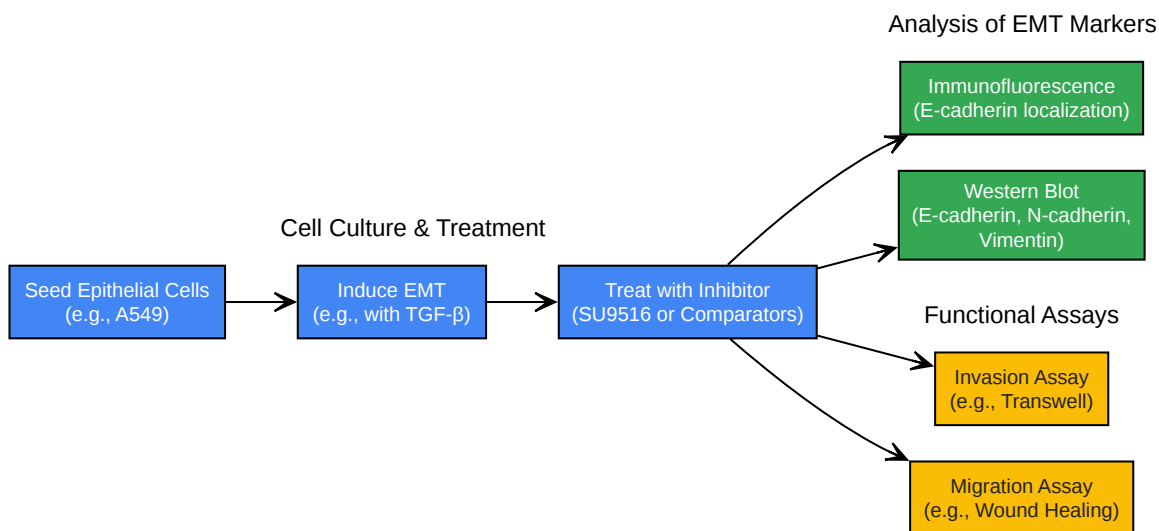 Analysis of EMT Markers
Immunofluorescence
(E-cadherin localization)
Western Blot
(E-cadherin, N-cadherin,
Vimentin)
Cell Culture & Treatment
Seed Epithelial Cells
(e.g., A549)
Induce EMT
(e.g., with TGF-β)
Treat with Inhibitor
(SU9516 or Comparators)
Functional Assays
Invasion Assay
(e.g., Transwell)
Migration Assay
(e.g., Wound Healing)